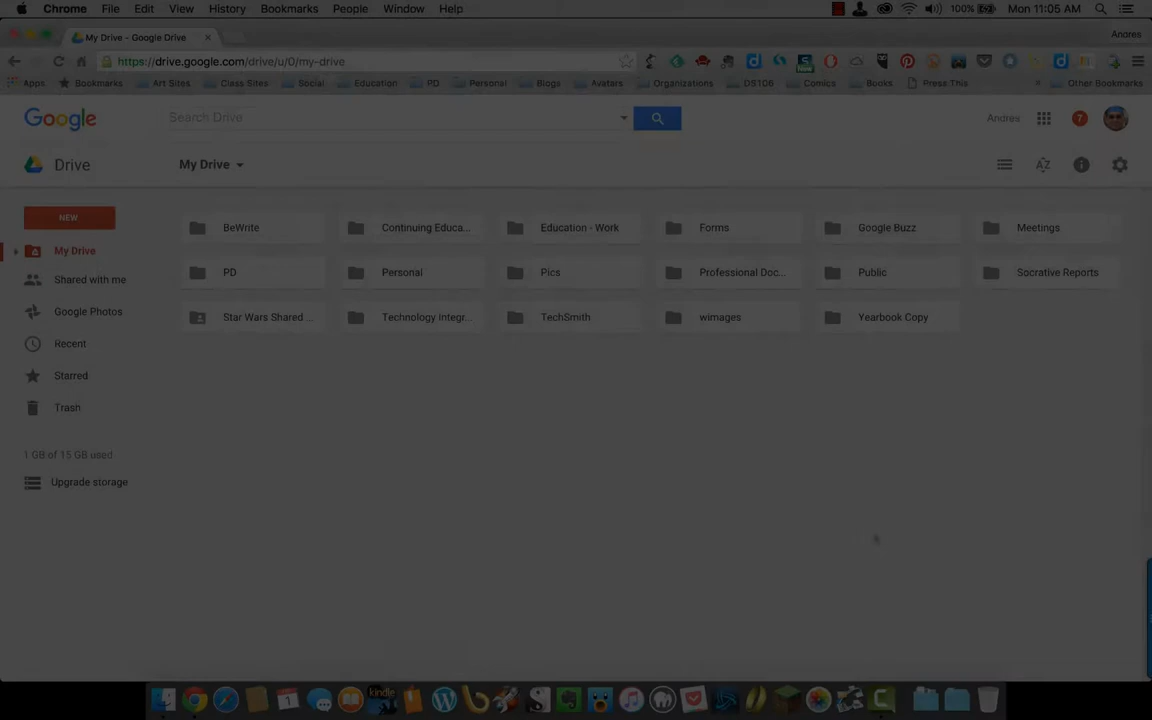 Chrome File Edit View History Bookmarks People Window Help 100% Mon 11:05 AM
My Drive - Google Drive Andres
https://drive.google.com/drive/u/0/my-drive
Apps Bookmarks Art Sites Class Sites Social Education PD Personal Blogs Avatars Organizations DS106 Comics Books Press This Other Bookmarks
Google Search Drive Andres 7
Drive My Drive
NEW
My Drive
Shared with me
Google Photos
Recent
Starred
Trash
1 GB of 15 GB used
Upgrade storage
BeWrite Continuing Educa... Education - Work Forms Google Buzz Meetings
PD Personal Pics Professional Doc... Public Socrative Reports
Star Wars Shared ... Technology Integr... TechSmith wimages Yearbook Copy
kindle